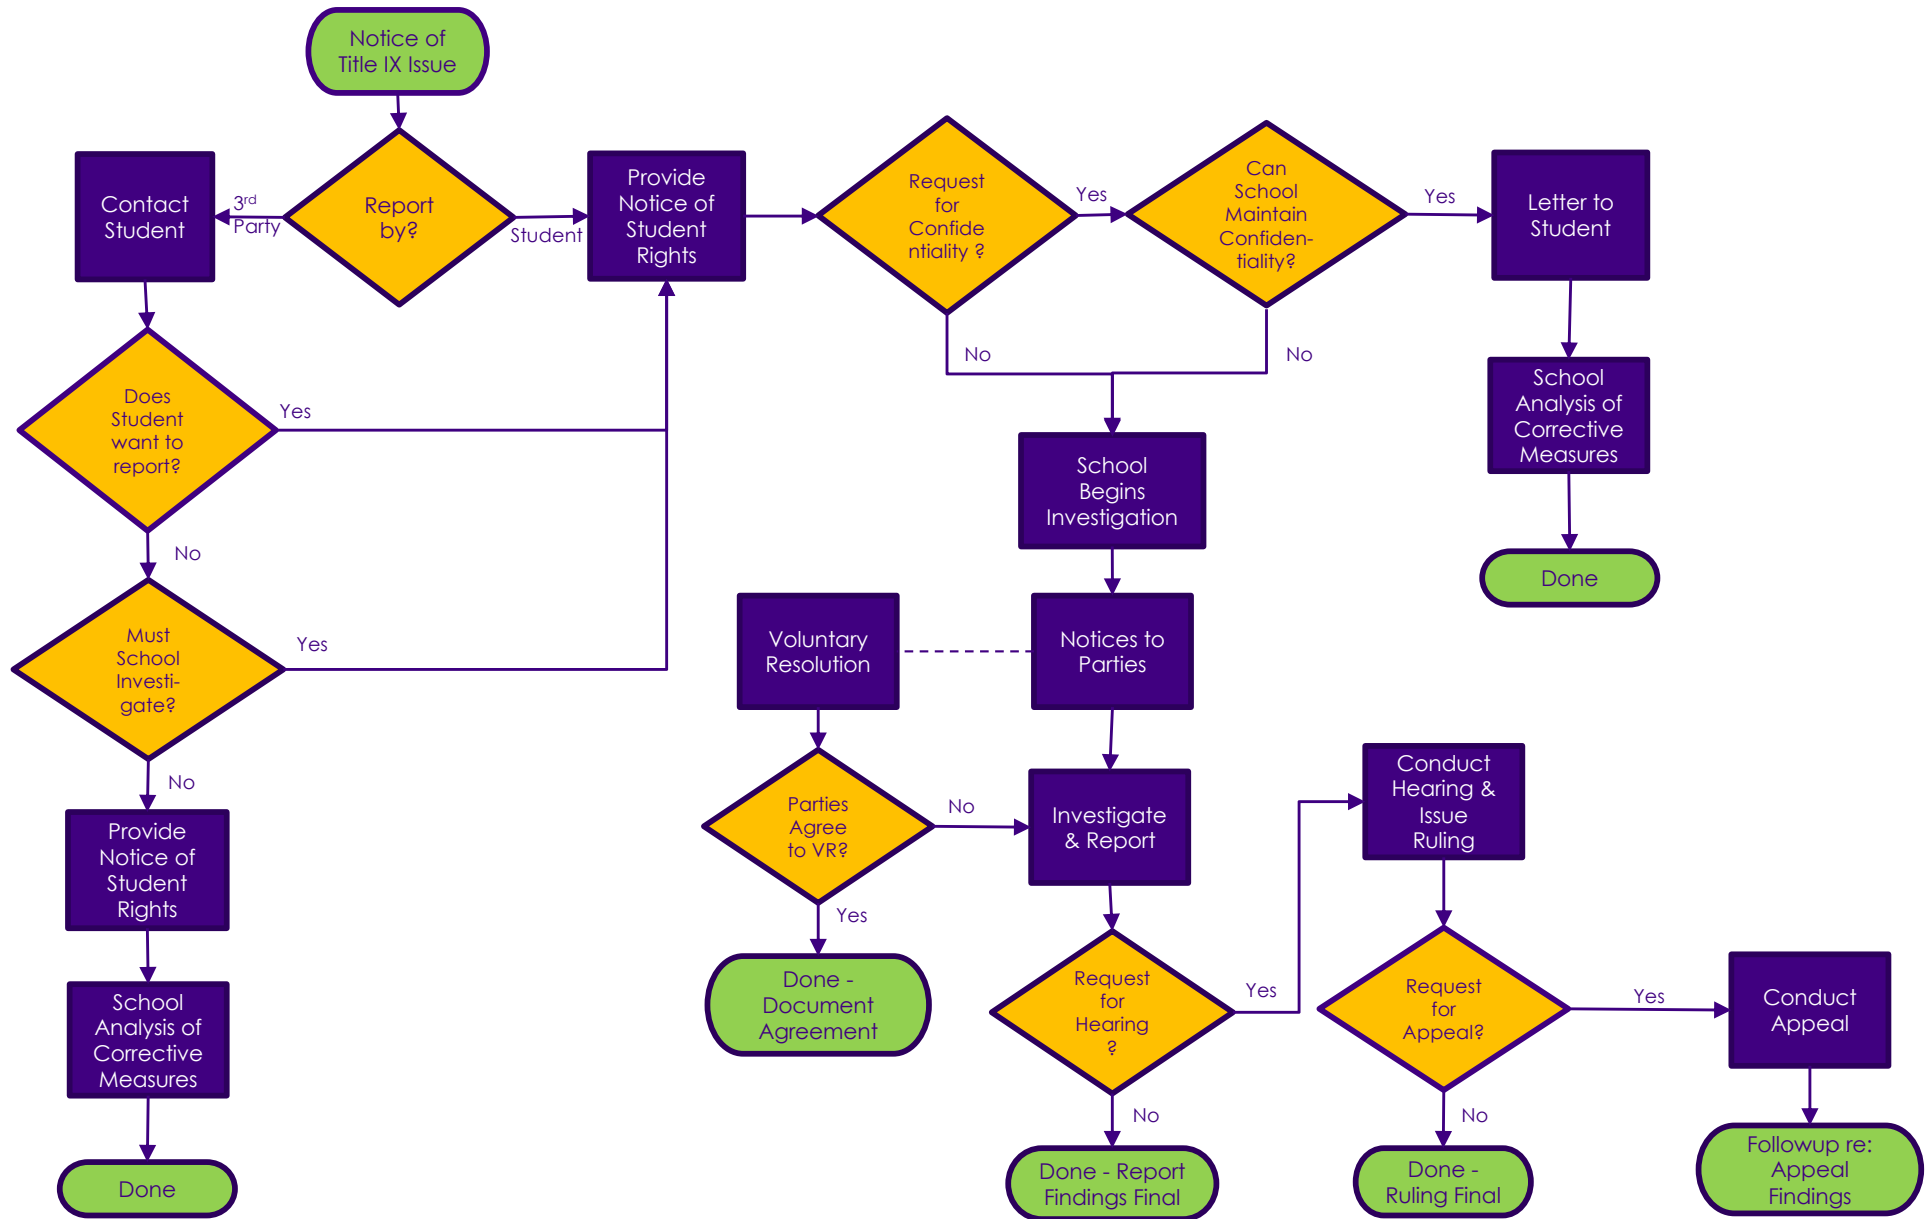 Notice of
Title IX Issue
Contact
Student
3rd
Party
Report
by?
Student
Provide
Notice of
Student
Rights
Request
for
Confide
ntiality ?
Yes
Can
School
Maintain
Confiden-
tiality?
Yes
Letter to
Student
No
No
Does
Student
want to
report?
Yes
School
Analysis of
Corrective
Measures
School
Begins
Investigation
No
Done
Must
School
Investi-
gate?
Yes
Voluntary
Resolution
Notices to
Parties
No
Parties
Agree
to VR?
No
Investigate
& Report
Conduct
Hearing &
Issue
Ruling
Provide
Notice of
Student
Rights
Yes
Done -
Document
Agreement
Request
for
Hearing
?
Yes
Request
for
Appeal?
Yes
Conduct
Appeal
School
Analysis of
Corrective
Measures
No
No
Done
Done - Report
Findings Final
Done -
Ruling Final
Followup re:
Appeal
Findings